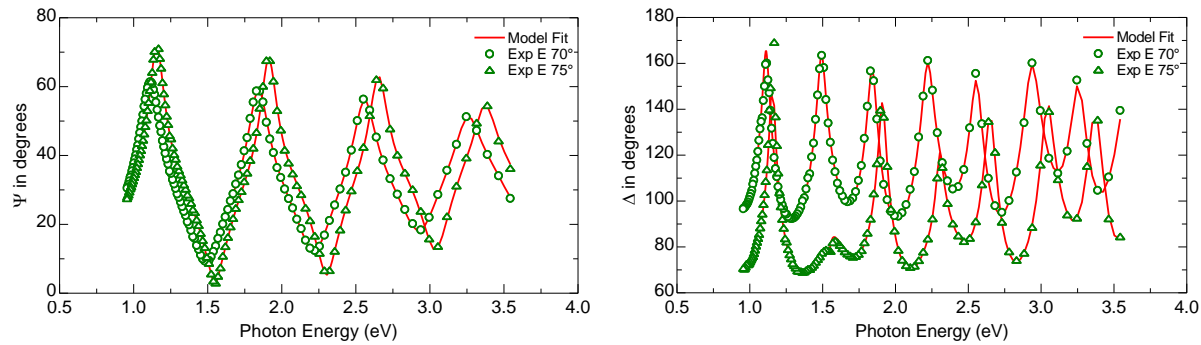 80
60
40
20
0
0.5 1.0 1.5 2.0 2.5 3.0 3.5 4.0
Ψ in degrees
Photon Energy (eV)
Model Fit
Exp E 70°
Exp E 75°
180
160
140
120
100
80
60
0.5 1.0 1.5 2.0 2.5 3.0 3.5 4.0
Δ in degrees
Photon Energy (eV)
Model Fit
Exp E 70°
Exp E 75°